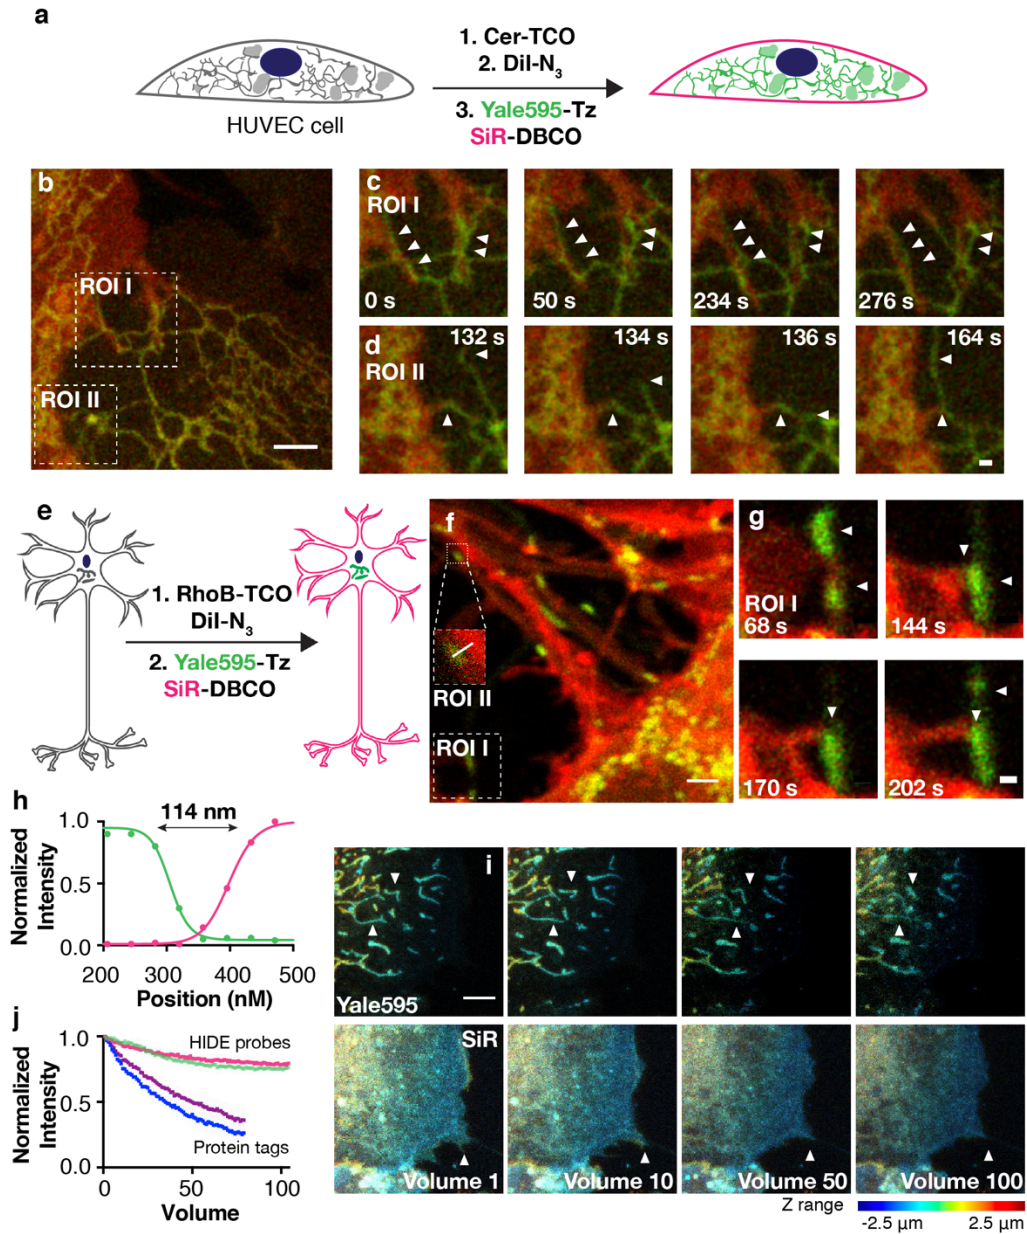 a
1. Cer-TCO
2. DiI-N3
3. Yale595-Tz
SiR-DBCO
HUVEC cell
b
ROI I
ROI II
c
ROI I
0 s
50 s
234 s
276 s
d
ROI II
132 s
134 s
136 s
164 s
e
1. RhoB-TCO
DiI-N3
2. Yale595-Tz
SiR-DBCO
f
ROI II
ROI I
g
ROI I
68 s
144 s
170 s
202 s
h
114 nm
Normalized
Intensity
1.0
0.5
0.0
200
300
400
500
Position (nM)
i
Yale595
SiR
Volume 1
Volume 10
Volume 50
Volume 100
Z range
-2.5 µm
2.5 µm
j
Normalized
Intensity
1.0
0.5
0.0
HIDE probes
Protein tags
0
50
100
Volume